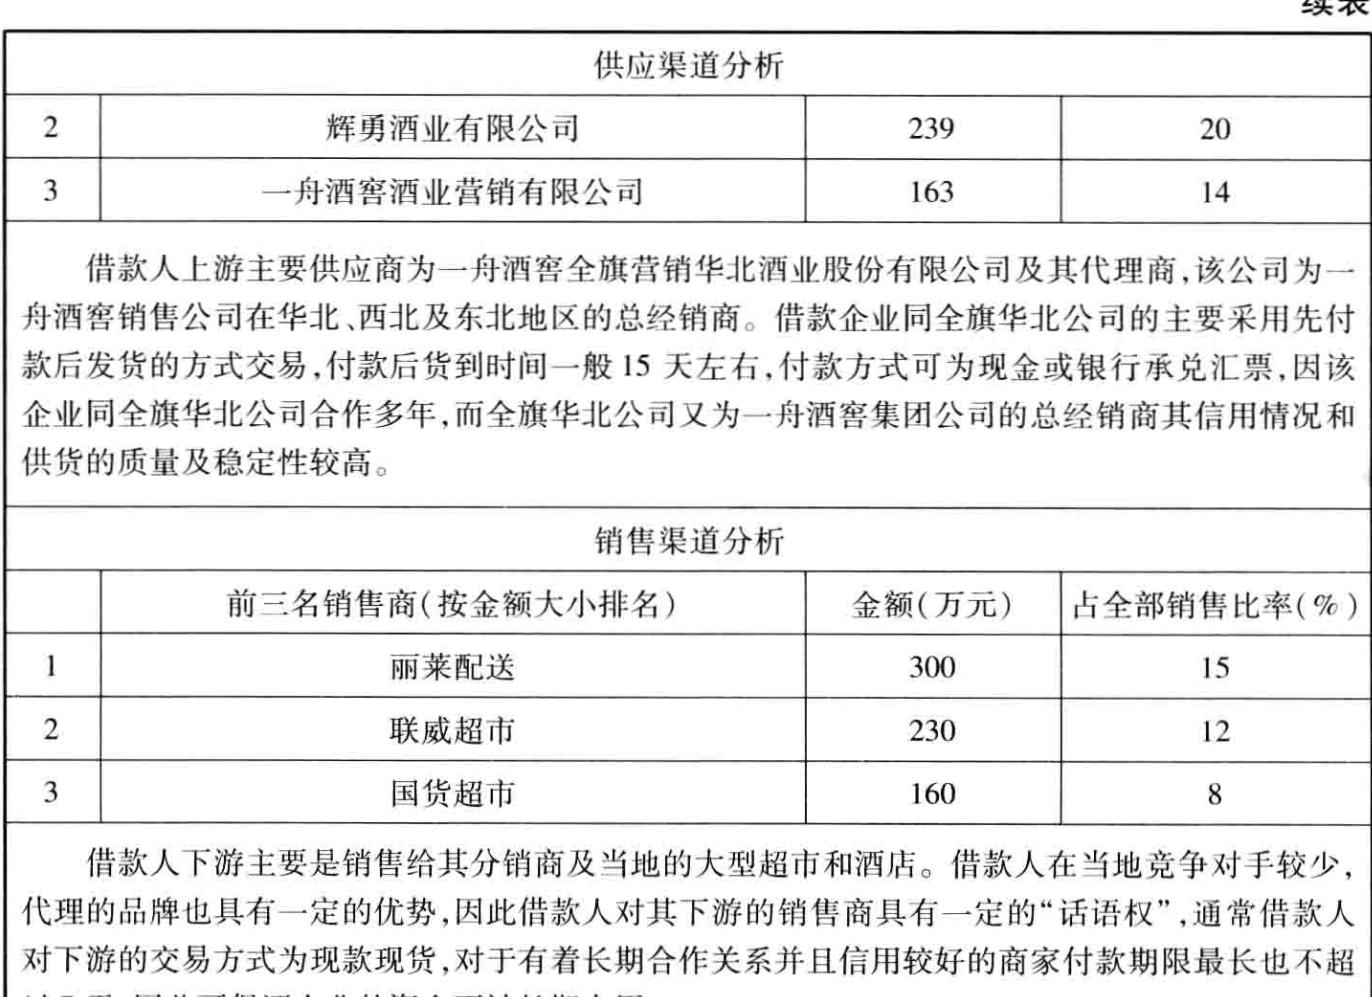 续表
供应渠道分析
2 辉勇酒业有限公司 239 20
3 一舟酒窖酒业营销有限公司 163 14
借款人上游主要供应商为一舟酒窖全旗营销华北酒业股份有限公司及其代理商,该公司为一
舟酒窖销售公司在华北、西北及东北地区的总经销商。借款企业同全旗华北公司的主要采用先付
款后发货的方式交易,付款后货到时间一般 15 天左右,付款方式可为现金或银行承兑汇票,因该
企业同全旗华北公司合作多年,而全旗华北公司又为一舟酒窖集团公司的总经销商其信用情况和
供货的质量及稳定性较高。
销售渠道分析
前三名销售商(按金额大小排名) 金额(万元) 占全部销售比率(%)
1 丽莱配送 300 15
2 联威超市 230 12
3 国货超市 160 8
借款人下游主要是销售给其分销商及当地的大型超市和酒店。借款人在当地竞争对手较少,
代理的品牌也具有一定的优势,因此借款人对其下游的销售商具有一定的“话语权”,通常借款人
对下游的交易方式为现款现货,对于有着长期合作关系并且信用较好的商家付款期限最长也不超